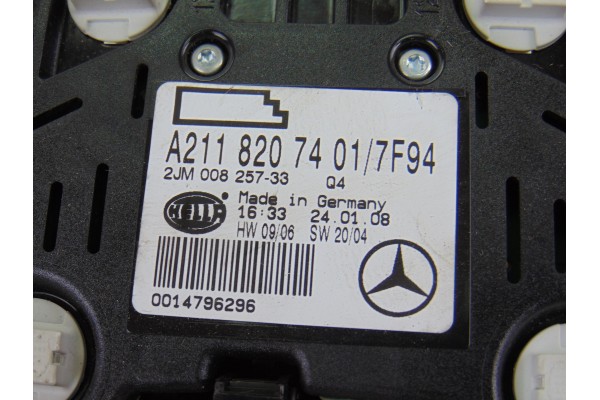 A211 820 74 01/7F94
2JM 008 257-33 Q4
HELLA
Made in Germany
16:33 24.01.08
HW 09/06 SW 20/04
0014796296